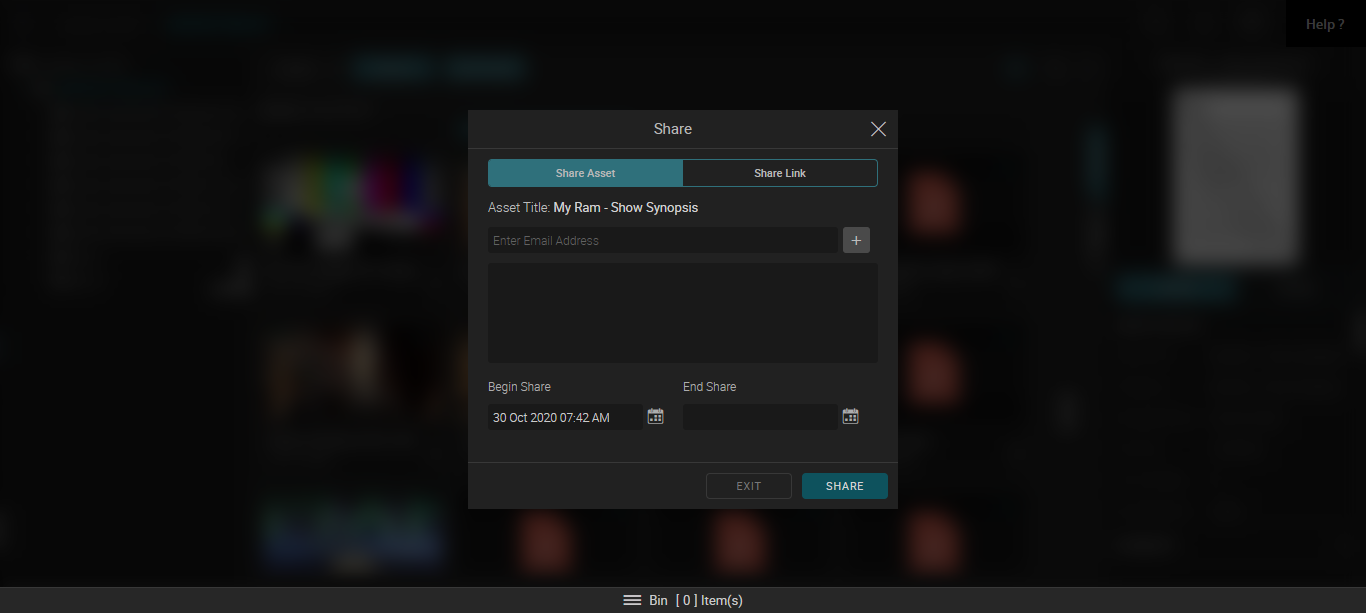 Help ?
Share
Share Asset
Share Link
Asset Title: My Ram - Show Synopsis
Enter Email Address
+
Begin Share
End Share
30 Oct 2020 07:42 AM
EXIT
SHARE
Bin [ 0 ] Item(s)